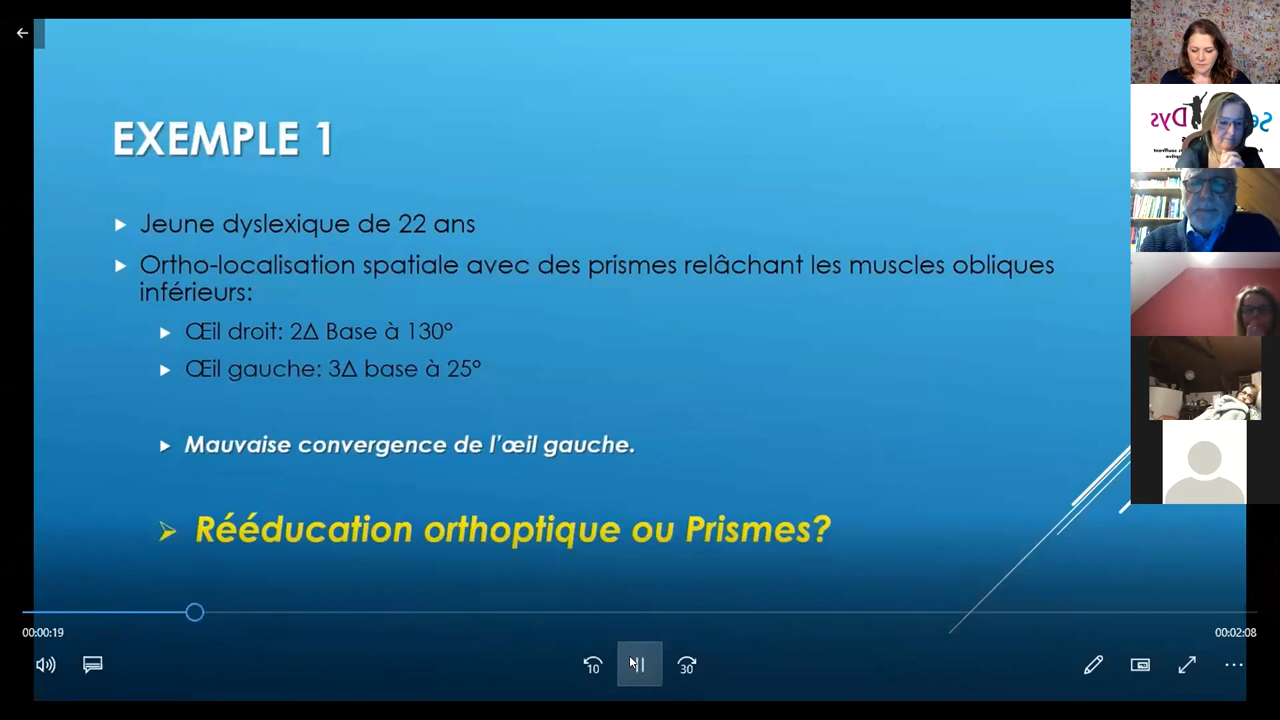 EXEMPLE 1
Jeune dyslexique de 22 ans
Ortho-localisation spatiale avec des prismes relâchant les muscles obliques
inférieurs:
Œil droit: 2Δ Base à 130°
Œil gauche: 3Δ base à 25°
Mauvaise convergence de l'œil gauche.
Rééducation orthoptique ou Prismes?
Dys
00:00:19
00:02:08
10
30